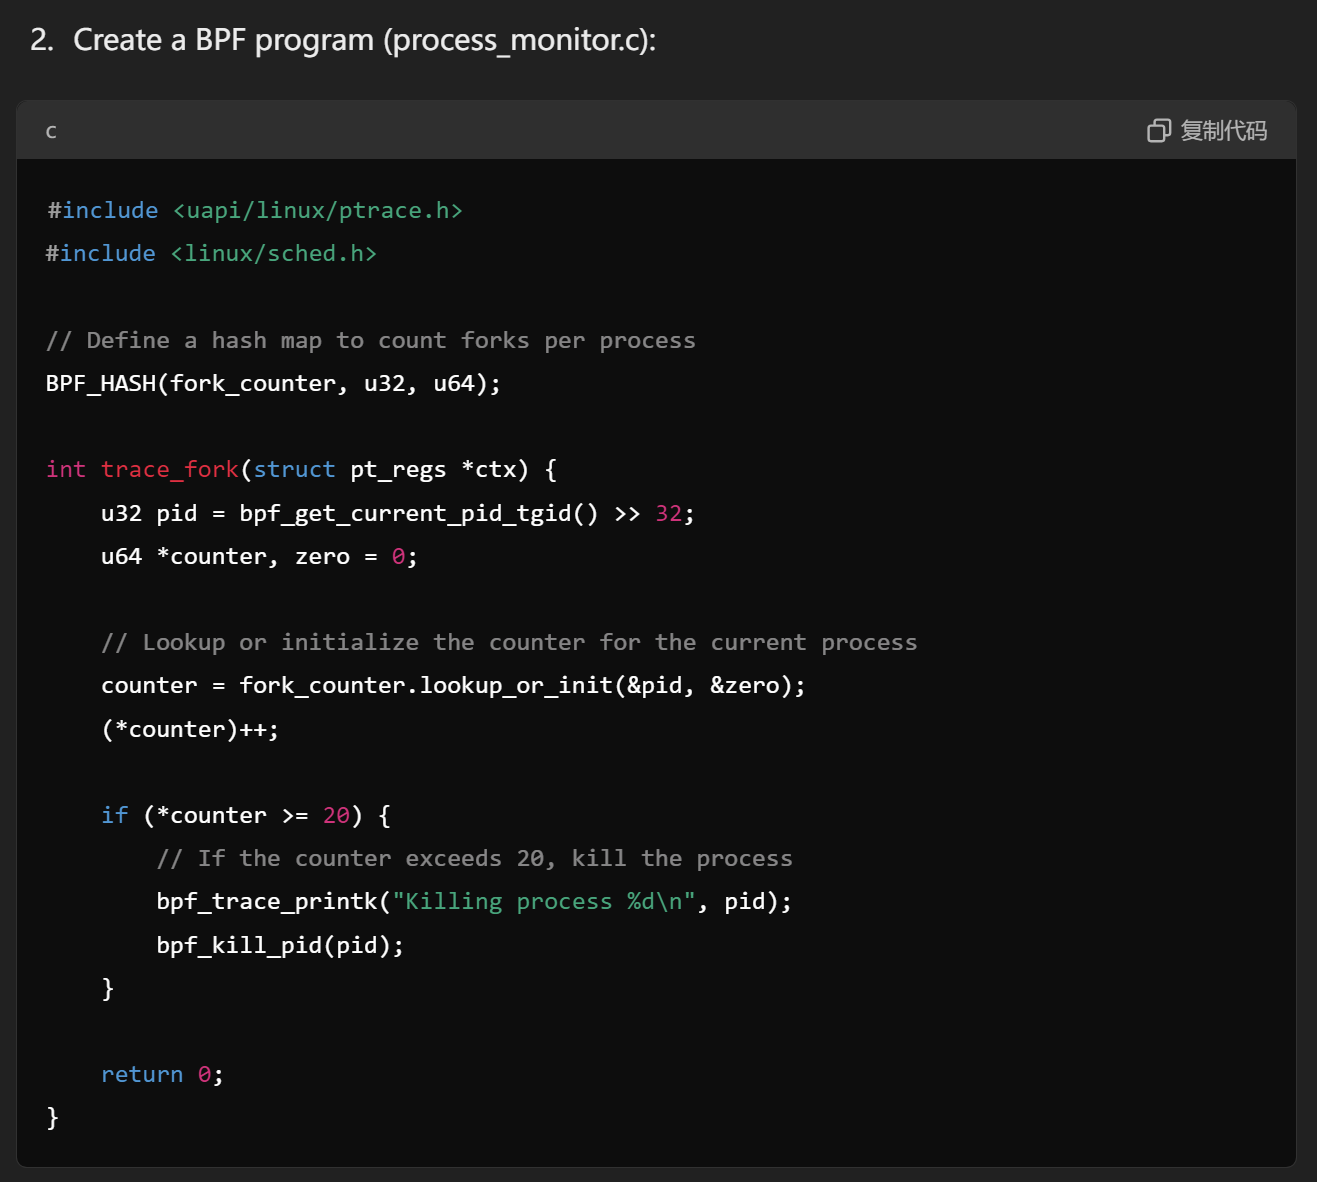 2. Create a BPF program (process_monitor.c):
c
复制代码
#include <uapi/linux/ptrace.h>
#include <linux/sched.h>
// Define a hash map to count forks per process
BPF_HASH(fork_counter, u32, u64);
int trace_fork(struct pt_regs *ctx) {
    u32 pid = bpf_get_current_pid_tgid() >> 32;
    u64 *counter, zero = 0;
    // Lookup or initialize the counter for the current process
    counter = fork_counter.lookup_or_init(&pid, &zero);
    (*counter)++;
    if (*counter >= 20) {
        // If the counter exceeds 20, kill the process
        bpf_trace_printk("Killing process %d\n", pid);
        bpf_kill_pid(pid);
    }
    return 0;
}